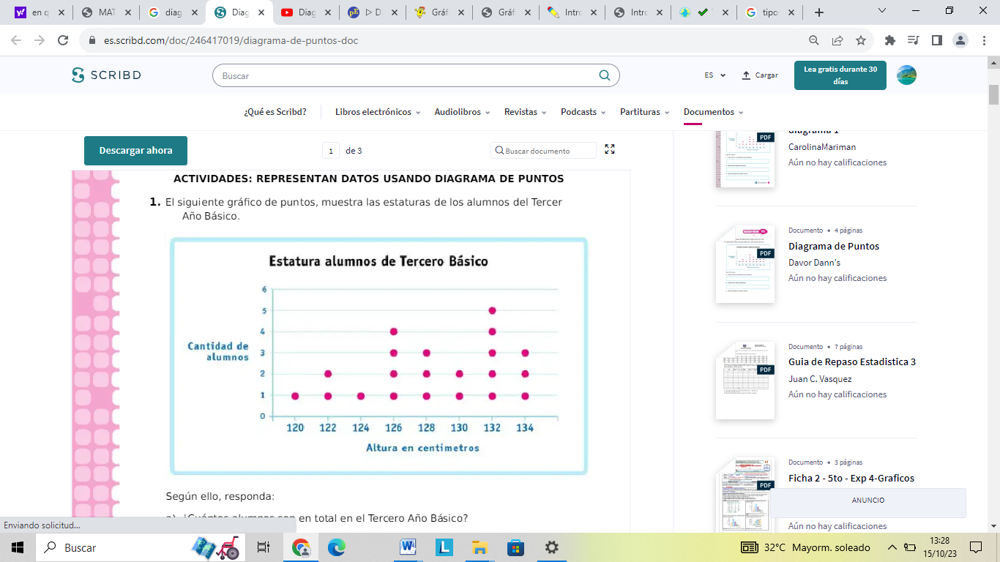 en q
MAT
diag
Diag
Diag
▷ D
Gráf
Gráf
Intro
Intro
tipo
es.scribd.com/doc/246417019/diagrama-de-puntos-doc
SCRIBD
Buscar
ES
Cargar
Lea gratis durante 30
días
¿Qué es Scribd?
Libros electrónicos
Audiolibros
Revistas
Podcasts
Partituras
Documentos
Descargar ahora
1 de 3
Buscar documento
ACTIVIDADES: REPRESENTAN DATOS USANDO DIAGRAMA DE PUNTOS
1. El siguiente gráfico de puntos, muestra las estaturas de los alumnos del Tercer
Año Básico.
Estatura alumnos de Tercero Básico
6
5
4
3
2
1
0
Cantidad de
alumnos
120 122 124 126 128 130 132 134
Altura en centimetros
Según ello, responda:
a) ¿Cuántos alumnos son en total en el Tercer Año Básico?
Enviando solicitud...
diagrama 1
PDF
CarolinaMariman
Aún no hay calificaciones
Documento • 4 páginas
Diagrama de Puntos
PDF
Davor Dann's
Aún no hay calificaciones
Documento • 7 páginas
Guia de Repaso Estadistica 3
PDF
Juan C. Vasquez
Aún no hay calificaciones
Documento • 3 páginas
Ficha 2 - 5to - Exp 4-Graficos
PDF
ANUNCIO
Aún no hay calificaciones
Buscar
32°C Mayorm. soleado
13:28
15/10/23